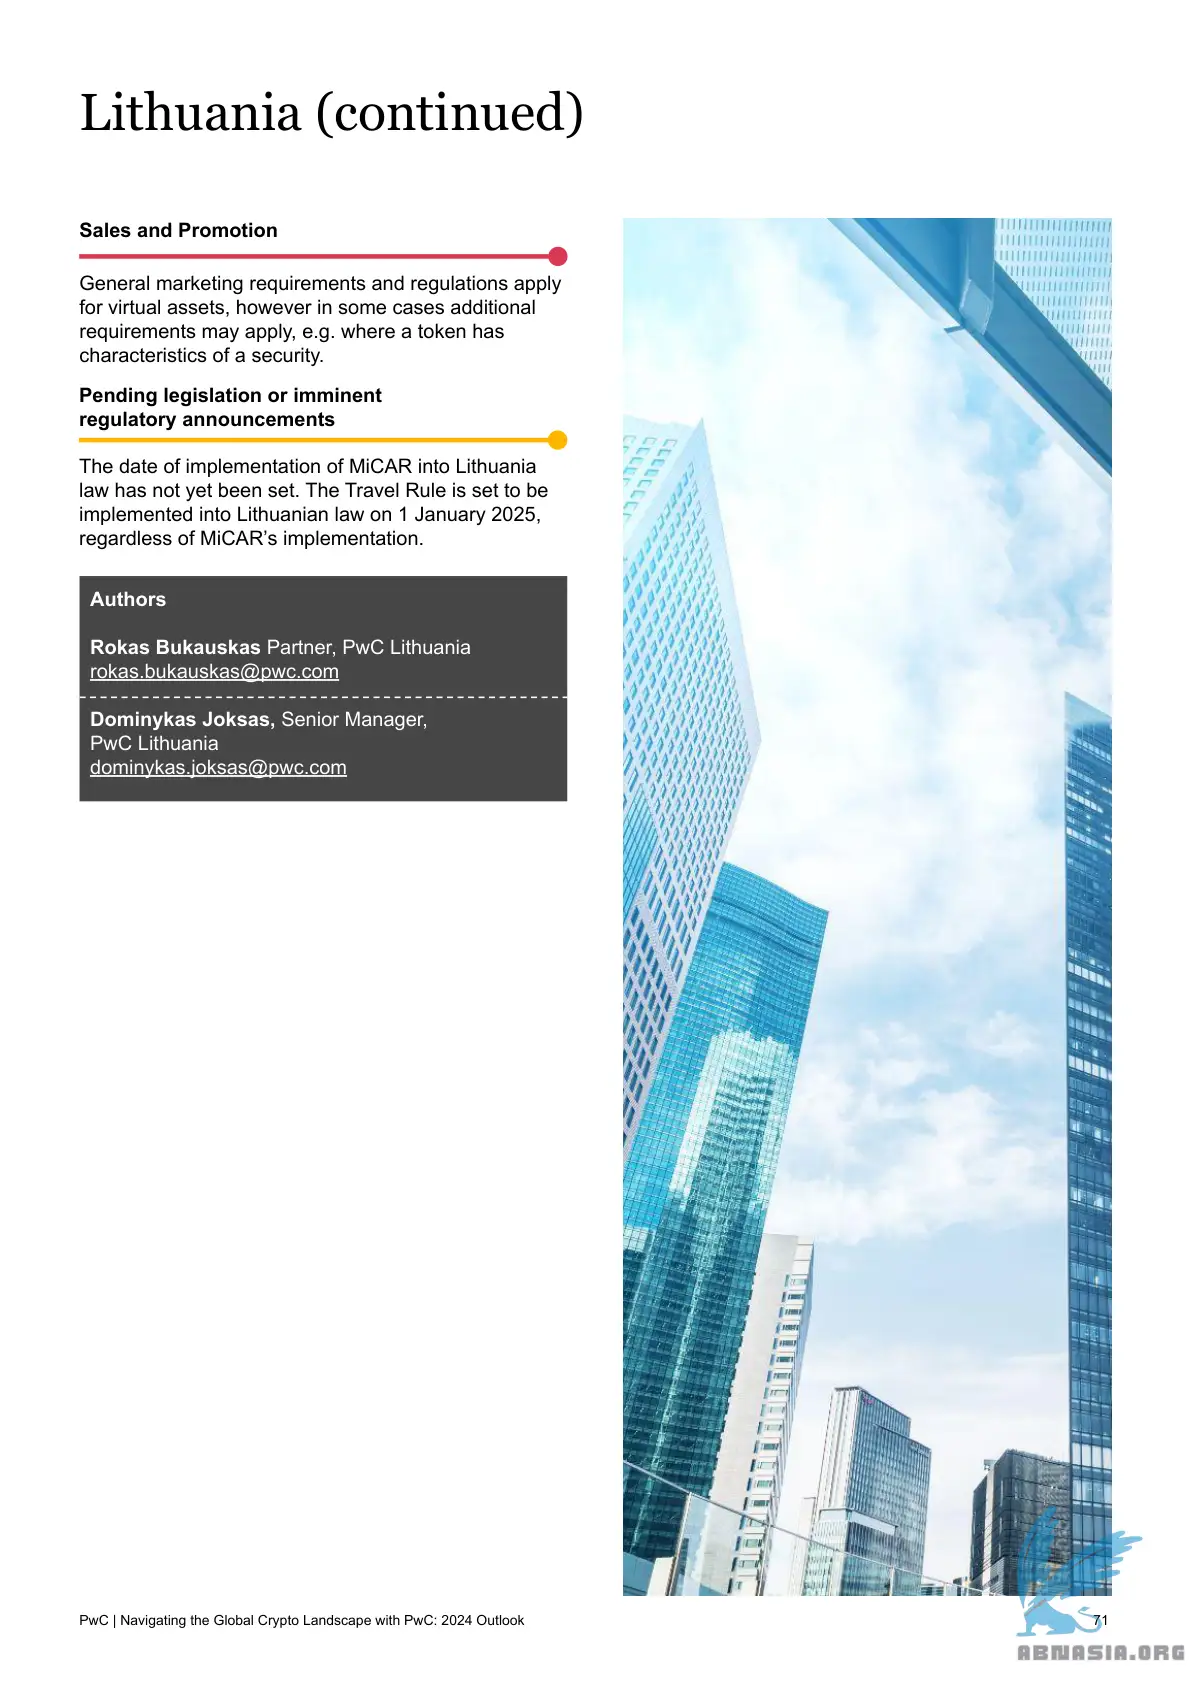 Lithuania (continued)
Sales and Promotion
General marketing requirements and regulations apply
for virtual assets, however in some cases additional
requirements may apply, e.g. where a token has
characteristics of a security.
Pending legislation or imminent
regulatory announcements
The date of implementation of MiCAR into Lithuania
law has not yet been set. The Travel Rule is set to be
implemented into Lithuanian law on 1 January 2025,
regardless of MiCAR’s implementation.
Authors
Rokas Bukauskas Partner, PwC Lithuania
rokas.bukauskas@pwc.com
Dominykas Joksas, Senior Manager,
PwC Lithuania
dominykas.joksas@pwc.com
PwC | Navigating the Global Crypto Landscape with PwC: 2024 Outlook
71
ABNASIA.ORG